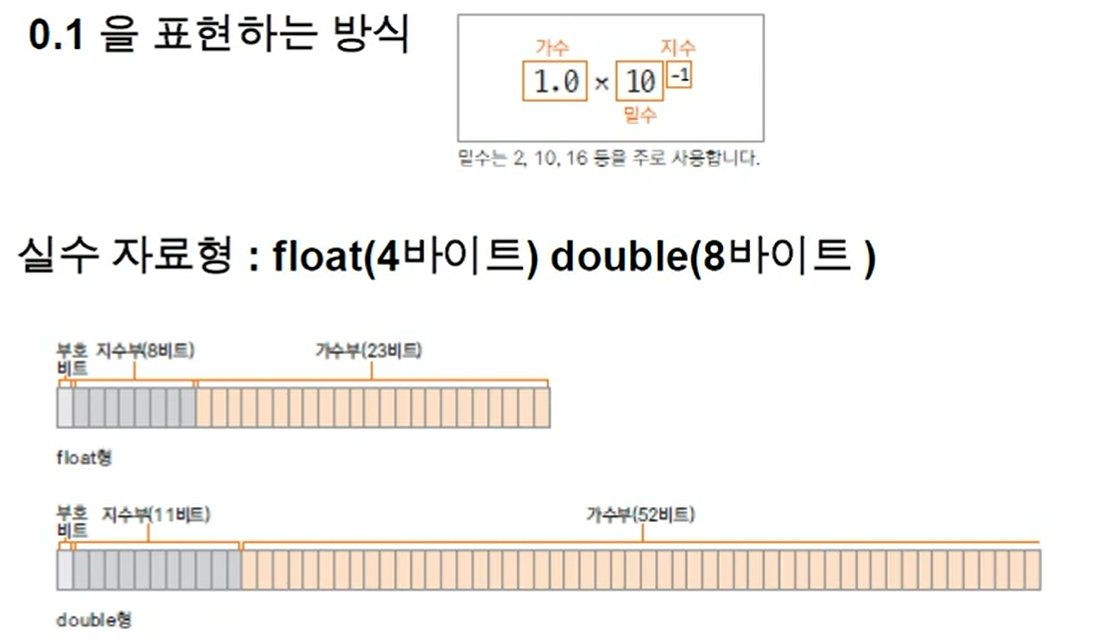 0.1 을 표현하는 방식
가수 지수
1.0 × 10 -1
밑수
밑수는 2, 10, 16 등을 주로 사용합니다.
실수 자료형 : float(4바이트) double(8바이트 )
부호 지수부(8비트) 가수부(23비트)
비트
float형
부호 지수부(11비트) 가수부(52비트)
비트
double형